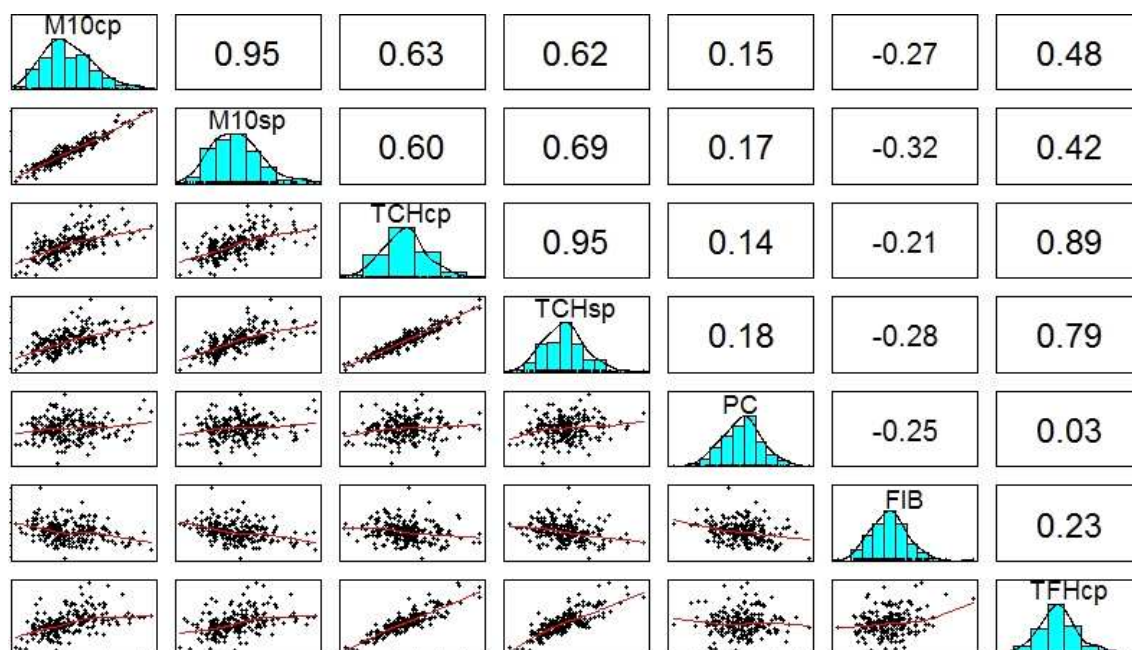 M10cp 0.95 0.63 0.62 0.15 -0.27 0.48
M10sp 0.60 0.69 0.17 -0.32 0.42
TCHcp 0.95 0.14 -0.21 0.89
TCHsp 0.18 -0.28 0.79
PC -0.25 0.03
FIB 0.23
TFHcp